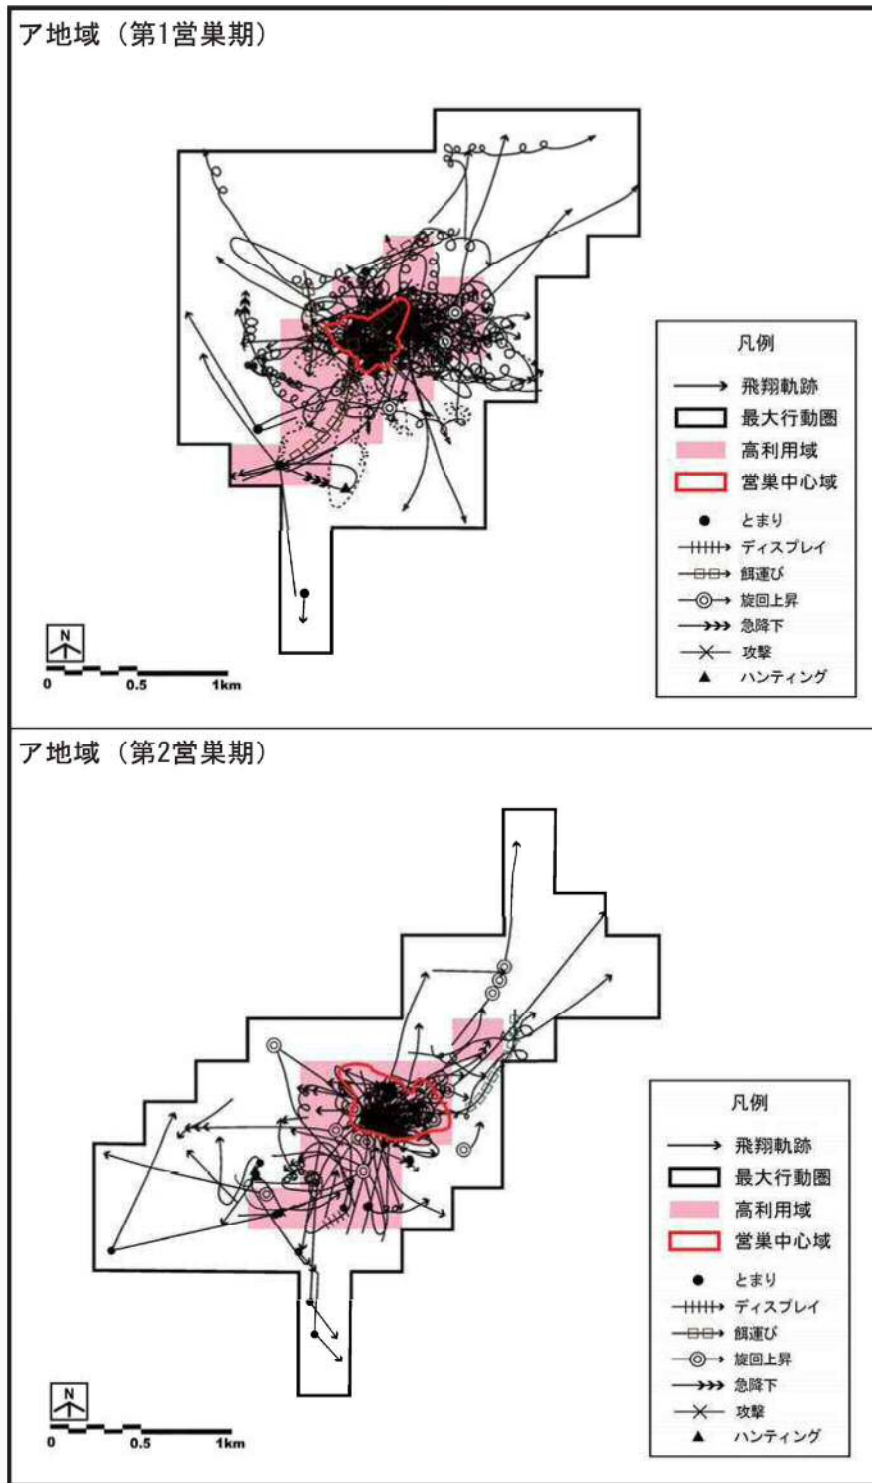 ア地域（第1営巣期）
凡例
飛翔軌跡
最大行動圏
高利用域
営巣中心域
とまり
ディスプレイ
餌運び
旋回上昇
急降下
攻撃
ハンティング
N
0 0.5 1km
ア地域（第2営巣期）
凡例
飛翔軌跡
最大行動圏
高利用域
営巣中心域
とまり
ディスプレイ
餌運び
旋回上昇
急降下
攻撃
ハンティング
N
0 0.5 1km